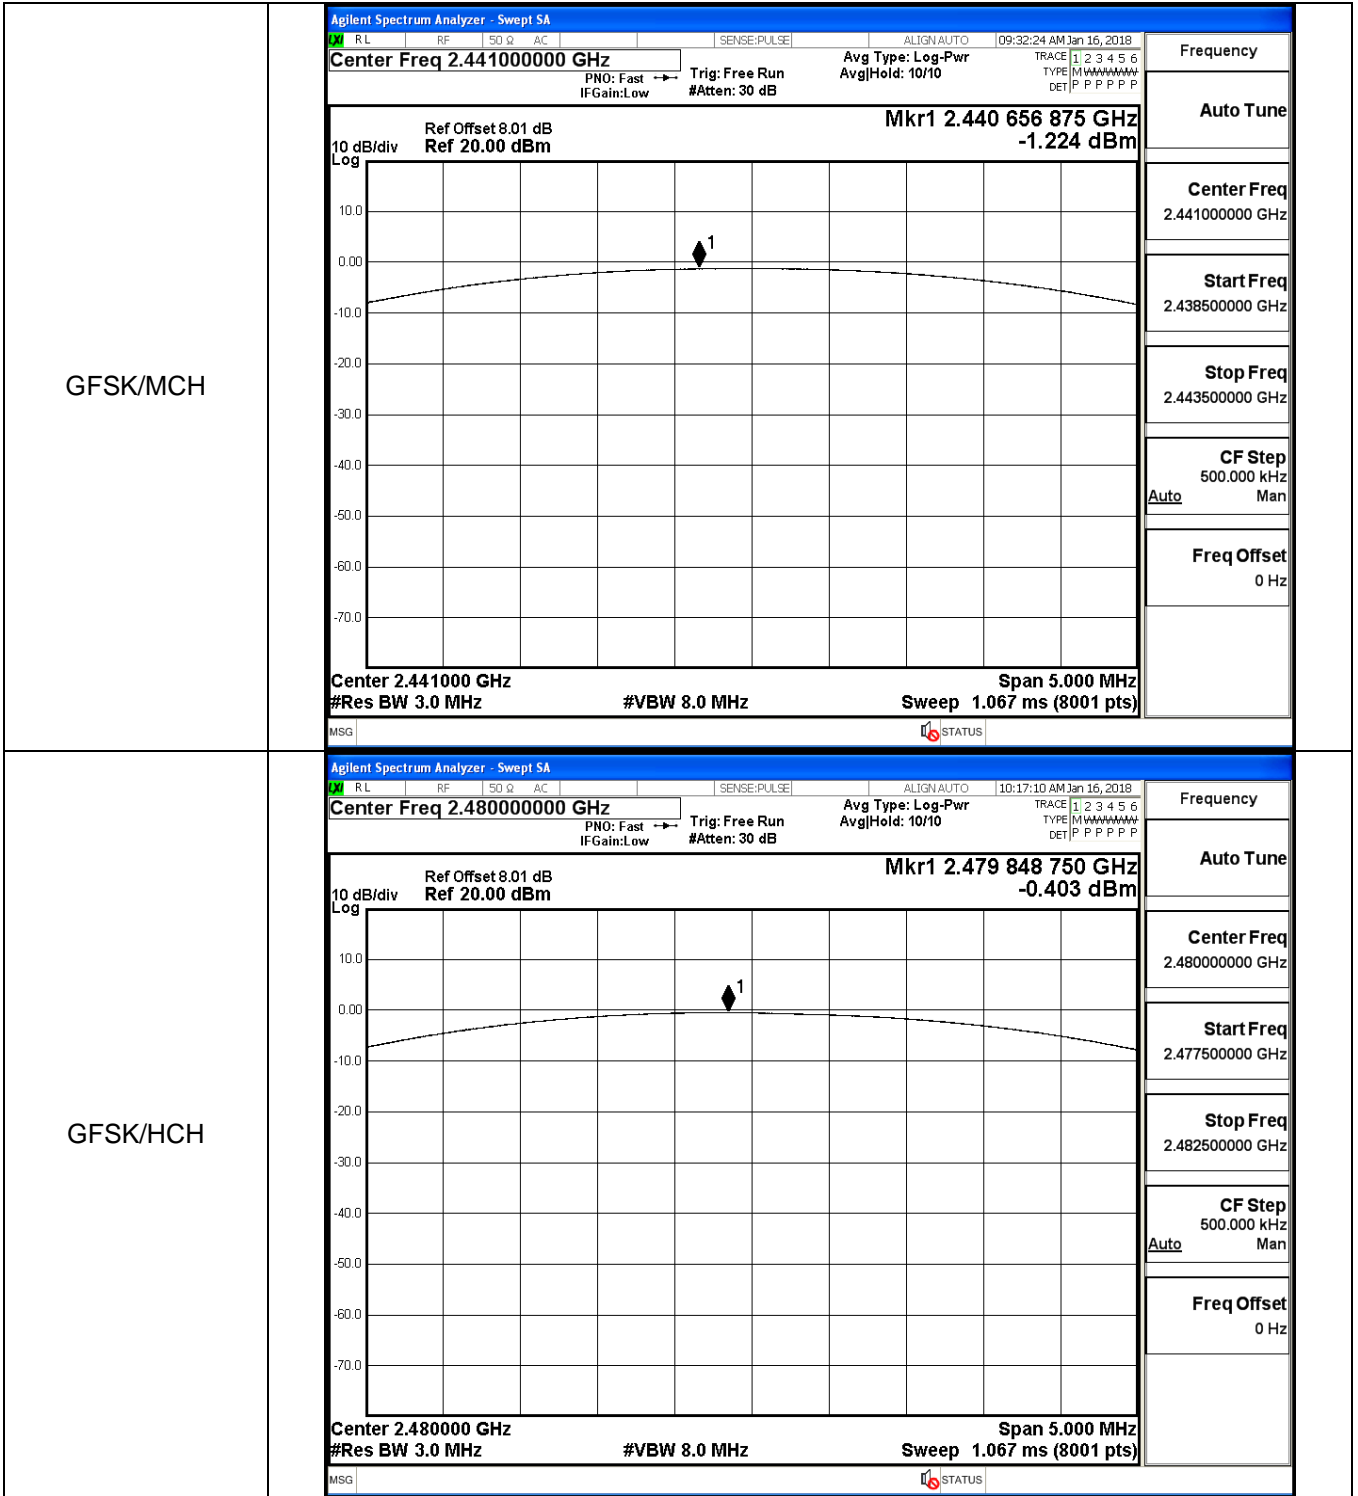 GFSK/MCH
Agilent Spectrum Analyzer - Swept SA
LXI RL RF 50 Ω AC SENSE:PULSE ALIGN AUTO 09:32:24 AM Jan 16, 2018
Center Freq 2.441000000 GHz
PNO: Fast
IFGain:Low
Trig: Free Run
#Atten: 30 dB
Avg Type: Log-Pwr
Avg|Hold: 10/10
TRACE 1 2 3 4 5 6
TYPE M WWWWW
DET P P P P P P
Ref Offset 8.01 dB
10 dB/div Ref 20.00 dBm
Log
Mkr1 2.440 656 875 GHz
-1.224 dBm
1
10.0
0.00
-10.0
-20.0
-30.0
-40.0
-50.0
-60.0
-70.0
Center 2.441000 GHz Span 5.000 MHz
#Res BW 3.0 MHz #VBW 8.0 MHz Sweep 1.067 ms (8001 pts)
MSG STATUS
Frequency
Auto Tune
Center Freq
2.441000000 GHz
Start Freq
2.438500000 GHz
Stop Freq
2.443500000 GHz
CF Step
500.000 kHz
Auto Man
Freq Offset
0 Hz
GFSK/HCH
Agilent Spectrum Analyzer - Swept SA
LXI RL RF 50 Ω AC SENSE:PULSE ALIGN AUTO 10:17:10 AM Jan 16, 2018
Center Freq 2.480000000 GHz
PNO: Fast
IFGain:Low
Trig: Free Run
#Atten: 30 dB
Avg Type: Log-Pwr
Avg|Hold: 10/10
TRACE 1 2 3 4 5 6
TYPE M WWWWW
DET P P P P P P
Ref Offset 8.01 dB
10 dB/div Ref 20.00 dBm
Log
Mkr1 2.479 848 750 GHz
-0.403 dBm
1
10.0
0.00
-10.0
-20.0
-30.0
-40.0
-50.0
-60.0
-70.0
Center 2.480000 GHz Span 5.000 MHz
#Res BW 3.0 MHz #VBW 8.0 MHz Sweep 1.067 ms (8001 pts)
MSG STATUS
Frequency
Auto Tune
Center Freq
2.480000000 GHz
Start Freq
2.477500000 GHz
Stop Freq
2.482500000 GHz
CF Step
500.000 kHz
Auto Man
Freq Offset
0 Hz